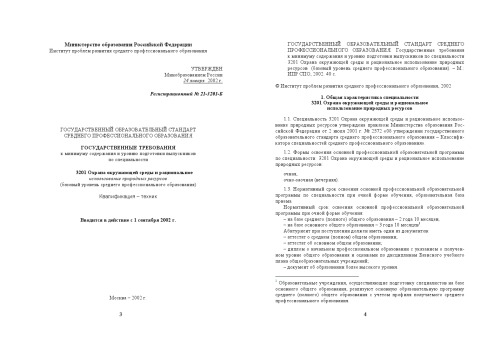 Министерство образования Российской Федерации
Институт проблем развития среднего профессионального образования
УТВЕРЖДЕН
Минобразованием России
24 января 2002 г.
Регистрационный № 21-3201-Б
ГОСУДАРСТВЕННЫЙ ОБРАЗОВАТЕЛЬНЫЙ СТАНДАРТ
СРЕДНЕГО ПРОФЕССИОНАЛЬНОГО ОБРАЗОВАНИЯ
ГОСУДАРСТВЕННЫЕ ТРЕБОВАНИЯ
к минимуму содержания и уровню подготовки выпускников
по специальности
3201 Охрана окружающей среды и рациональное
использование природных ресурсов
(базовый уровень среднего профессионального образования)
Квалификация – техник
Вводится в действие с 1 сентября 2002 г.
Москва – 2002 г.
3
ГОСУДАРСТВЕННЫЙ ОБРАЗОВАТЕЛЬНЫЙ СТАНДАРТ СРЕДНЕГО
ПРОФЕССИОНАЛЬНОГО ОБРАЗОВАНИЯ. Государственные требования
к минимуму содержания и уровню подготовки выпускников по специальности
3201 Охрана окружающей среды и рациональное использование природных
ресурсов (базовый уровень среднего профессионального образования). – М.:
ИПР СПО, 2002. 40 с.
© Институт проблем развития среднего профессионального образования, 2002
1. Общая характеристика специальности
3201 Охрана окружающей среды и рациональное
использование природных ресурсов
1.1. Специальность 3201 Охрана окружающей среды и рациональное использо-
вание природных ресурсов утверждена приказом Министерства образования Рос-
сийской Федерации от 2 июля 2001 г. № 2572 «Об утверждении государственного
образовательного стандарта среднего профессионального образования – Классифи-
катора специальностей среднего профессионального образования».
1.2. Формы освоения основной профессиональной образовательной программы
по специальности 3201 Охрана окружающей среды и рациональное использование
природных ресурсов:
очная,
очно-заочная (вечерняя).
1.3. Нормативный срок освоения основной профессиональной образовательной
программы по специальности при очной форме обучения, образовательная база
приема
Нормативный срок освоения основной профессиональной образовательной
программы при очной форме обучения:
– на базе среднего (полного) общего образования – 2 года 10 месяцев,
– на базе основного общего образования – 3 года 10 месяцев¹
Абитуриент при поступлении должен иметь один из документов:
– аттестат о среднем (полном) общем образовании,
– аттестат об основном общем образовании,
– диплом о начальном профессиональном образовании с указанием о получен-
ном уровне общего образования и оценками по дисциплинам Базисного учебного
плана общеобразовательных учреждений,
– документ об образовании более высокого уровня
¹ Образовательные учреждения, осуществляющие подготовку специалистов на базе
основного общего образования, реализуют основную образовательную программу
среднего (полного) общего образования с учетом профиля получаемого среднего
профессионального образования.
4